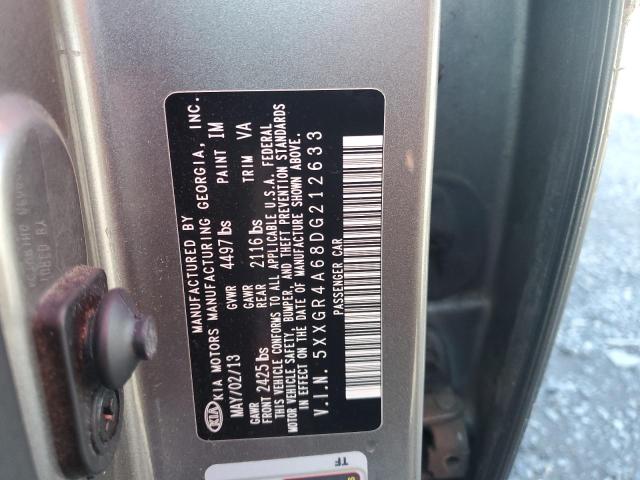 MANUFACTURED BY
KIA KIA MOTORS MANUFACTURING GEORGIA, INC.
MAY/02/13 GVWR 4497 lbs PAINT IM
GAWR GAWR
FRONT 2425 lbs REAR 2116 lbs TRIM VA
THIS VEHICLE CONFORMS TO ALL APPLICABLE U.S.A. FEDERAL
MOTOR VEHICLE SAFETY, BUMPER, AND THEFT PREVENTION STANDARDS
IN EFFECT ON THE DATE OF MANUFACTURE SHOWN ABOVE.
V.I.N. 5XXGR4A68DG212633
PASSENGER CAR
TF